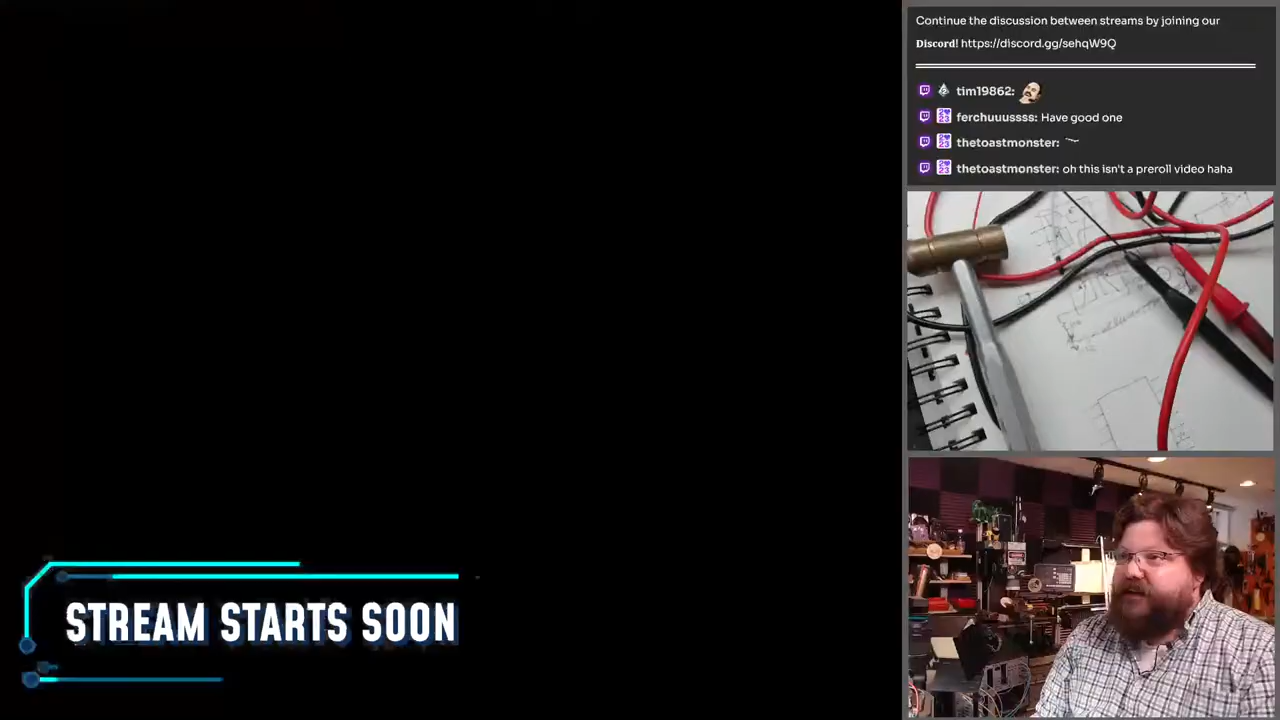 Continue the discussion between streams by joining our
Discord! https://discord.gg/sehqW9Q
tim19862:
ferchuuussss: Have good one
thetoastmonster:
thetoastmonster: oh this isn't a preroll video haha
STREAM STARTS SOON